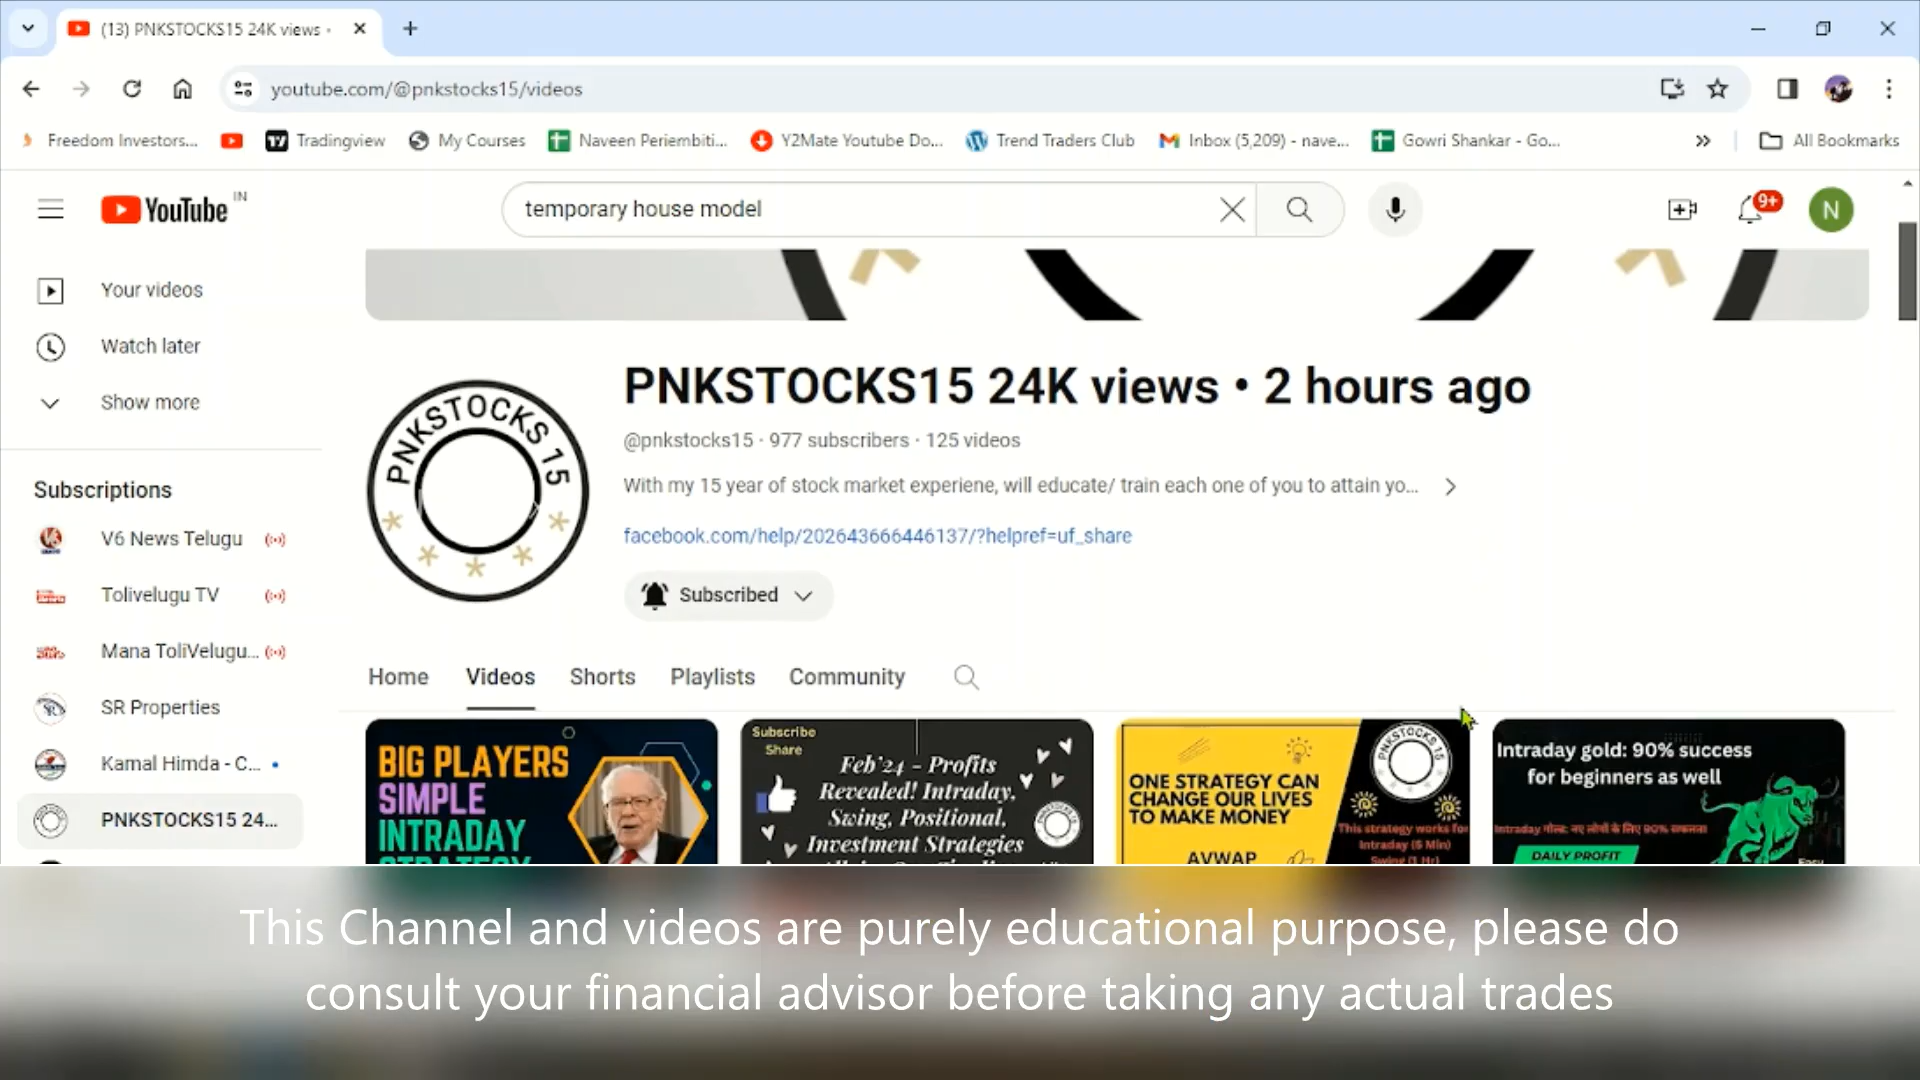 (13) PNKSTOCKS15 24K views
youtube.com/@pnkstocks15/videos
Freedom Investors...
Tradingview
My Courses
Naveen Periembiti...
Y2Mate Youtube Do...
Trend Traders Club
Inbox (5,209) - nave...
Gowri Shankar - Go...
All Bookmarks
YouTube IN
temporary house model
9+
N
Your videos
Watch later
Show more
Subscriptions
V6 News Telugu
Tolivelugu TV
Mana ToliVelugu...
SR Properties
Kamal Himda - C...
PNKSTOCKS15 24...
PNKSTOCKS 15
PNKSTOCKS15 24K views • 2 hours ago
@pnkstocks15 · 977 subscribers · 125 videos
With my 15 year of stock market experiene, will educate/ train each one of you to attain yo...
facebook.com/help/202643666446137/?helpref=uf_share
Subscribed
Home
Videos
Shorts
Playlists
Community
BIG PLAYERS
SIMPLE
INTRADAY
STRATEGY
Subscribe
Share
Feb'24 - Profits
Revealed! Intraday,
Swing, Positional,
Investment Strategies
ONE STRATEGY CAN
CHANGE OUR LIVES
TO MAKE MONEY
AVWAP
PNKSTOCKS 15
This strategy works for
Intraday (5 Min)
Swing (1 Hr)
Intraday gold: 90% success
for beginners as well
DAILY PROFIT
Easy
This Channel and videos are purely educational purpose, please do
consult your financial advisor before taking any actual trades